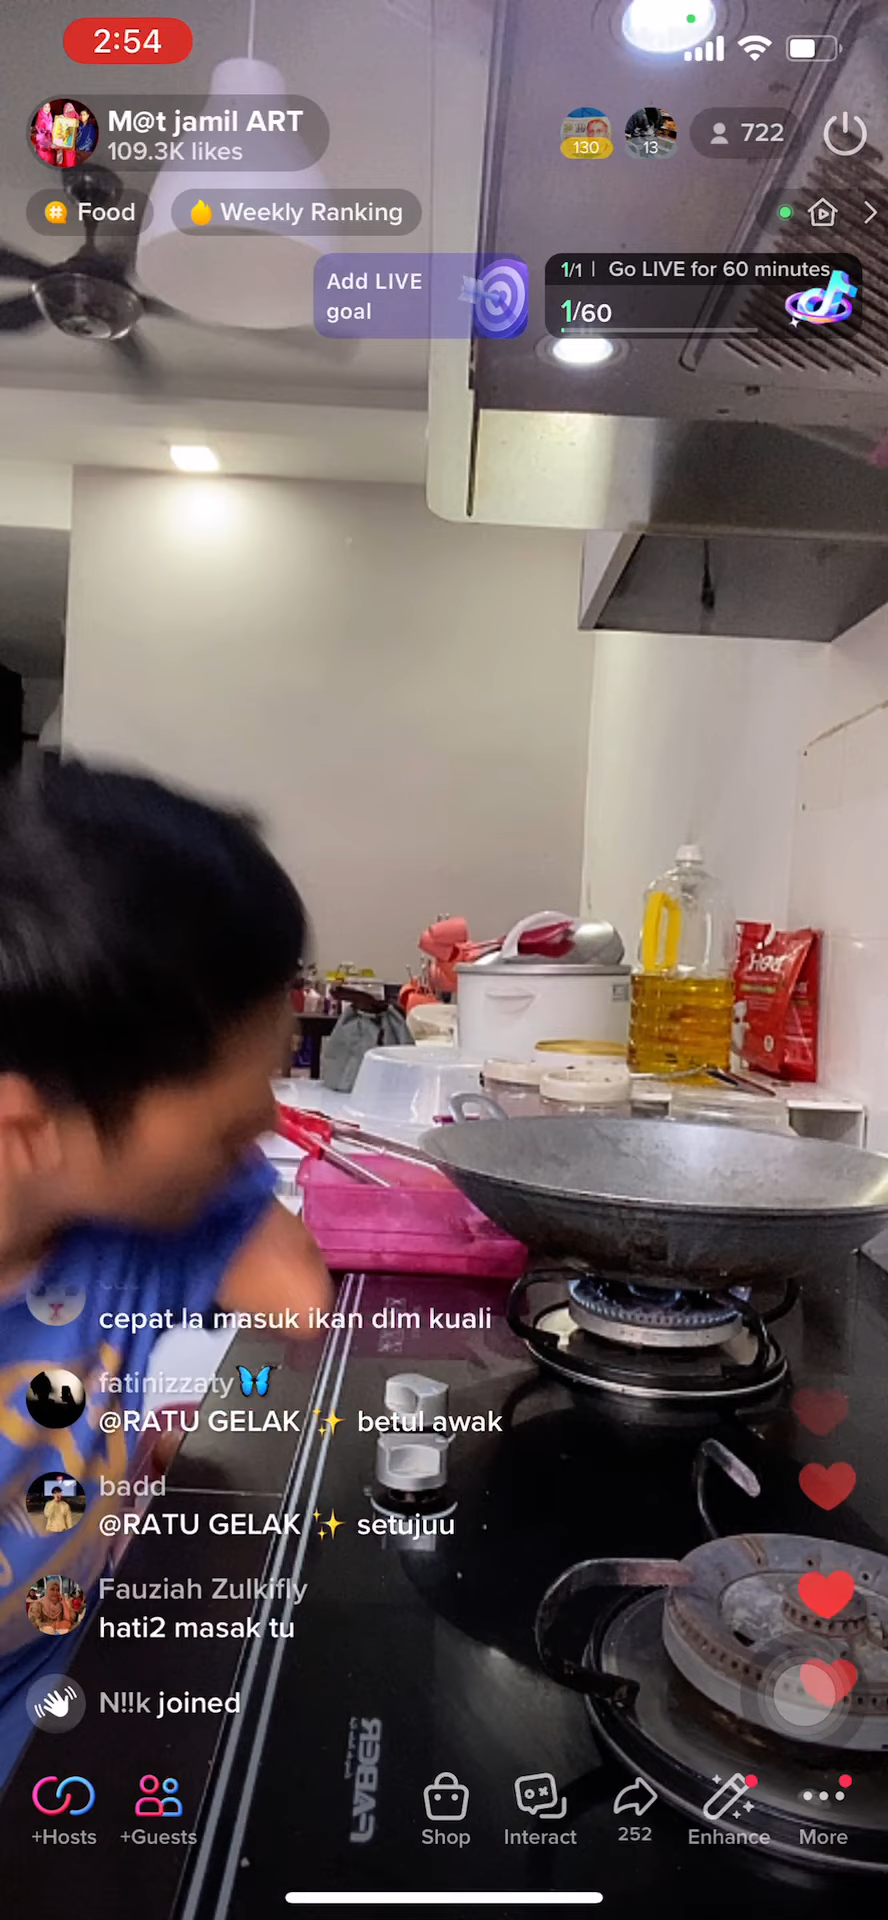 2:54
M@t jamil ART
109.3K likes
130
13
722
Food
Weekly Ranking
Add LIVE
goal
1/1 | Go LIVE for 60 minutes
1/60
cepat la masuk ikan dlm kuali
fatinizzaty🦋
@RATU GELAK ✨ betul awak
badd
@RATU GELAK ✨ setujuu
Fauziah Zulkifly
hati2 masak tu
N!!k joined
+Hosts
+Guests
Shop
Interact
252
Enhance
More